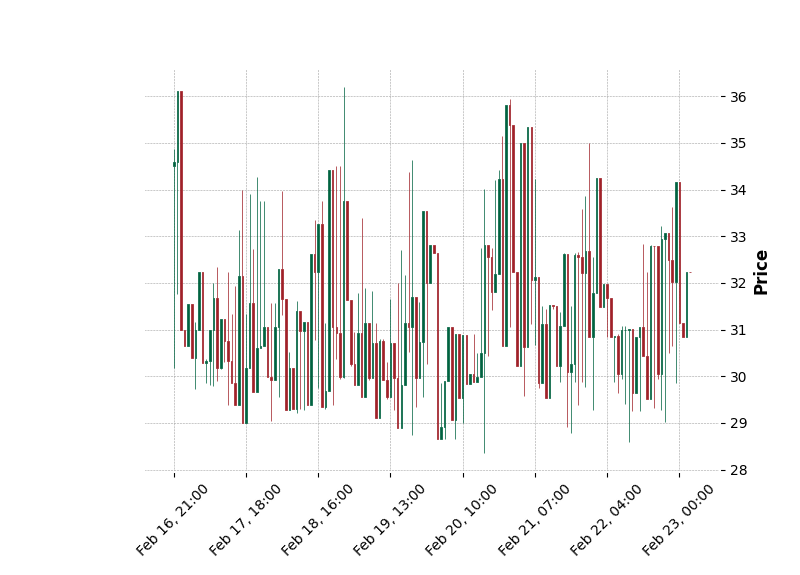 36
35
34
33
32
31
30
29
28
Price
Feb 16, 21:00
Feb 17, 18:00
Feb 18, 16:00
Feb 19, 13:00
Feb 20, 10:00
Feb 21, 07:00
Feb 22, 04:00
Feb 23, 00:00